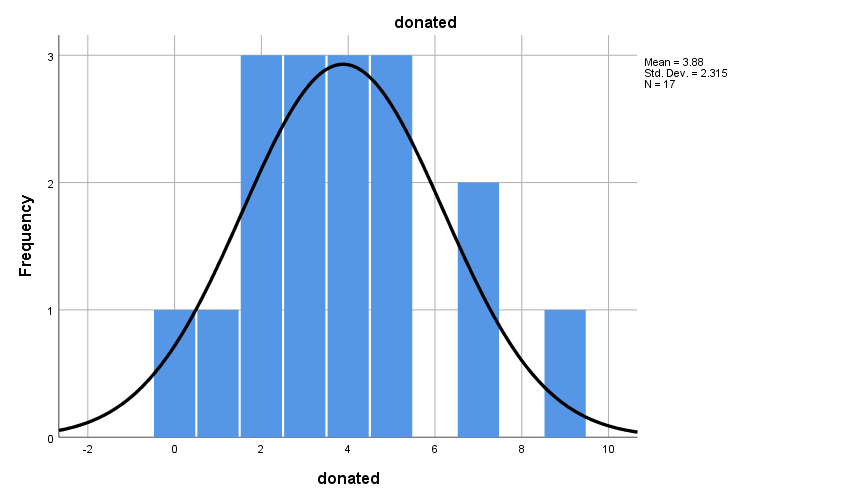 donated
Mean = 3.88
Std. Dev. = 2.315
N = 17
3
2
1
0
Frequency
-2 0 2 4 6 8 10
donated